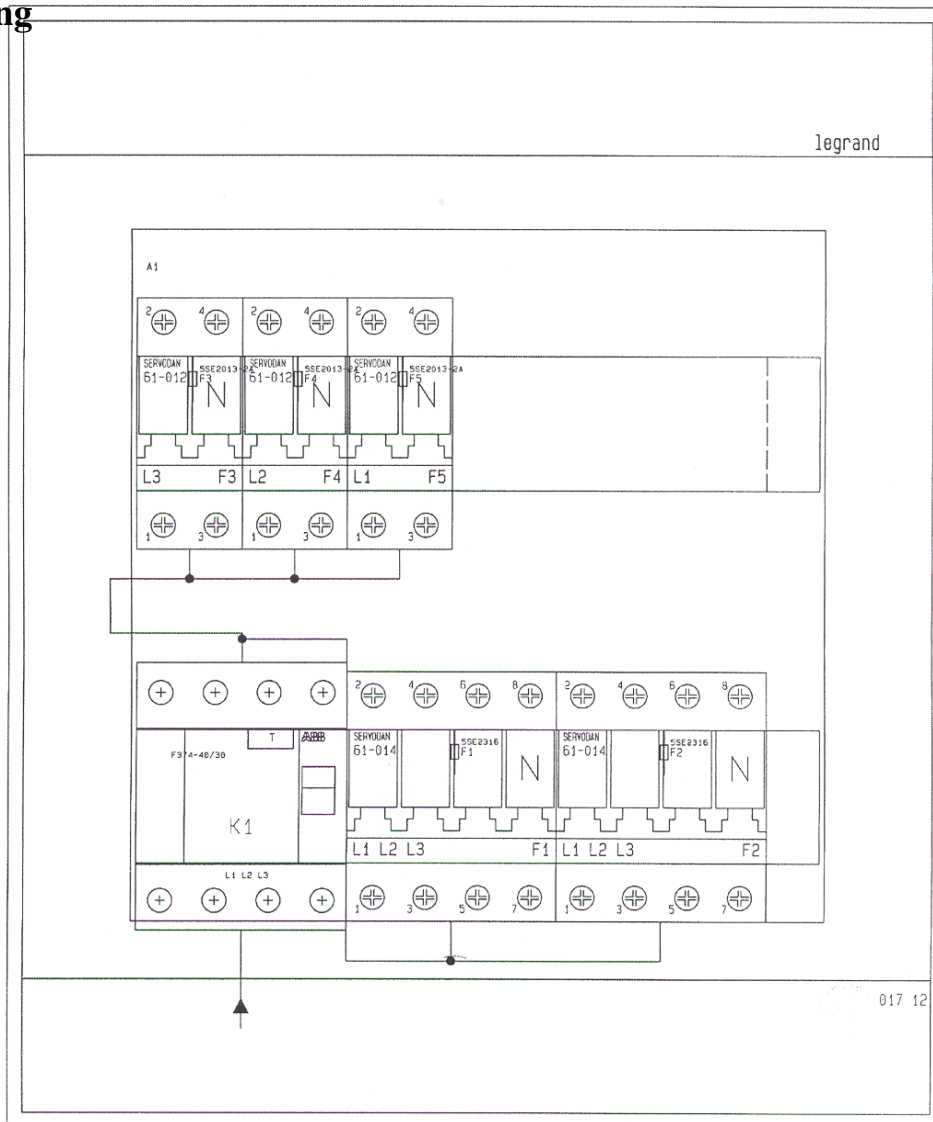 ng
legrand
A1
2 4 2 4 2 4
SERVODAN 5SE2013-2A SERVODAN 5SE2013-2A SERVODAN 5SE2013-2A
61-012 F3 61-012 F4 61-012 F5
N N N
L3 F3 L2 F4 L1 F5
1 3 1 3 1 3
2 4 6 8 2 4 6 8
T ABB SERVODAN 5SE2316 SERVODAN 5SE2316
F374-40/30 61-014 F1 61-014 F2
N N
K1
L1 L2 L3 F1 L1 L2 L3 F2
L1 L2 L3
1 3 5 7 1 3 5 7
017 12